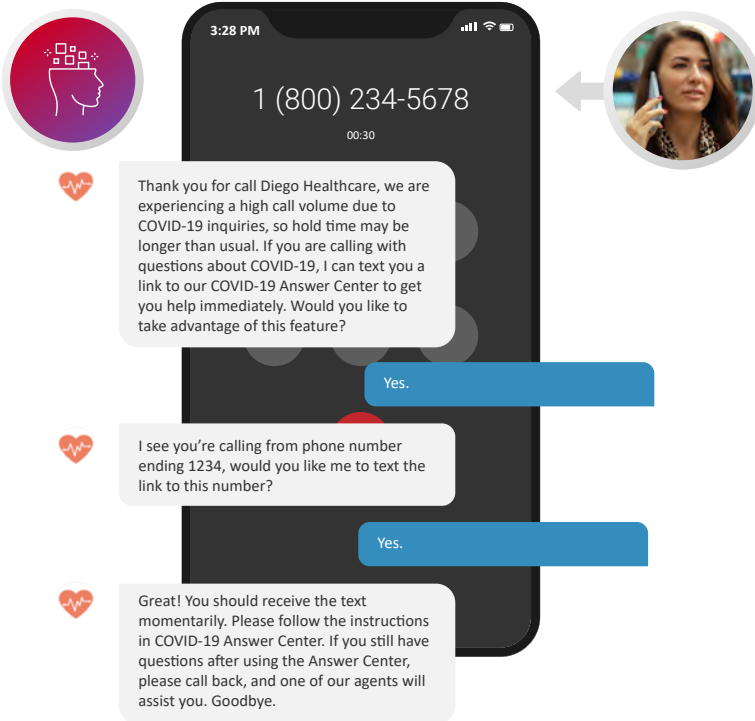 3:28 PM
1 (800) 234-5678
00:30
Thank you for call Diego Healthcare, we are
experiencing a high call volume due to
COVID-19 inquiries, so hold time may be
longer than usual. If you are calling with
questions about COVID-19, I can text you a
link to our COVID-19 Answer Center to get
you help immediately. Would you like to
take advantage of this feature?
Yes.
I see you’re calling from phone number
ending 1234, would you like me to text the
link to this number?
Yes.
Great! You should receive the text
momentarily. Please follow the instructions
in COVID-19 Answer Center. If you still have
questions after using the Answer Center,
please call back, and one of our agents will
assist you. Goodbye.